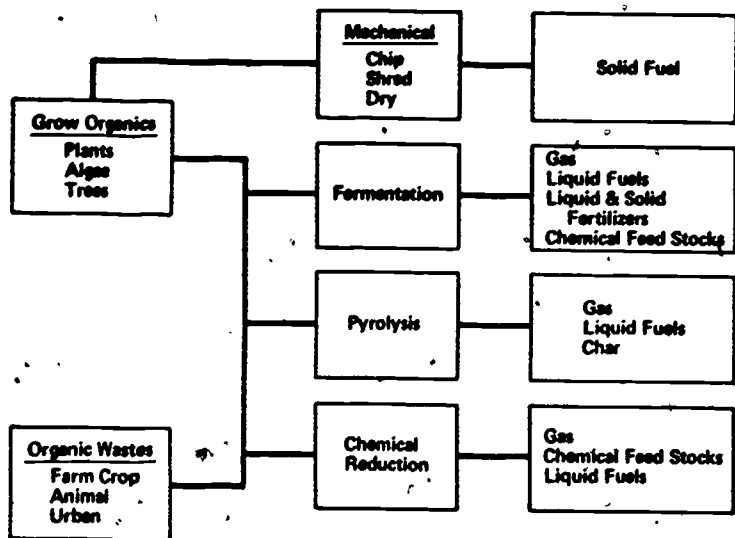 Mechanical
Chip
Shred
Dry
Solid Fuel
Grow Organics
Plants
Algae
Trees
Fermentation
Gas
Liquid Fuels
Liquid & Solid
Fertilizers
Chemical Feed Stocks
Pyrolysis
Gas
Liquid Fuels
Char
Organic Wastes
Farm Crop
Animal
Urban
Chemical
Reduction
Gas
Chemical Feed Stocks
Liquid Fuels